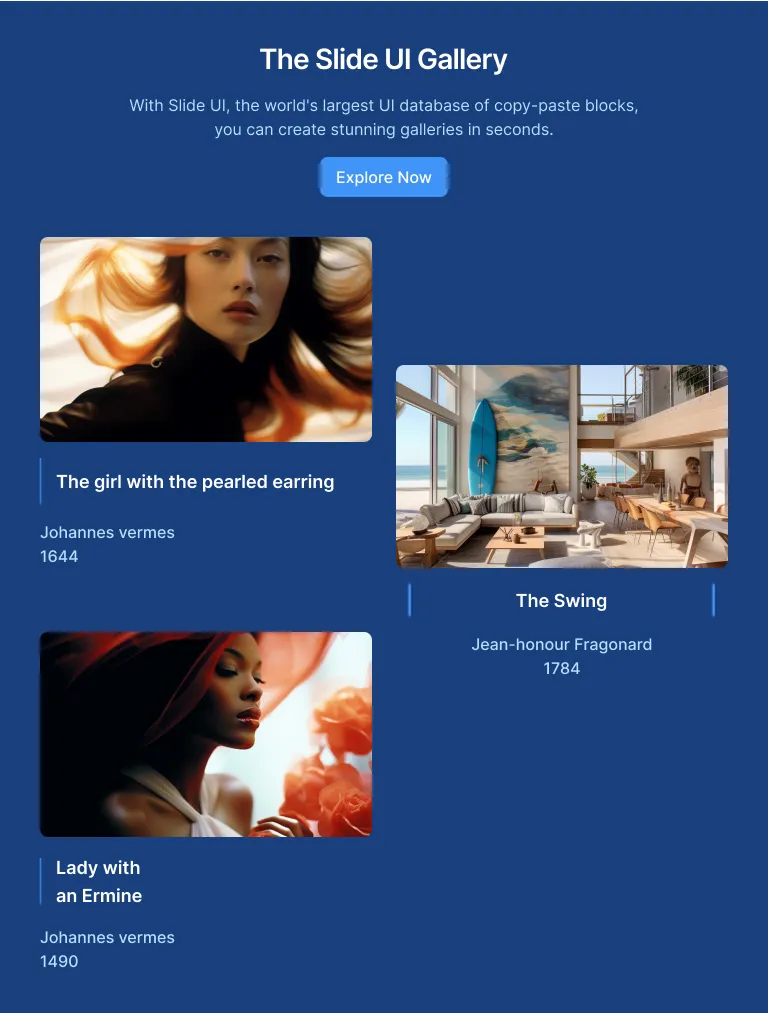 The Slide UI Gallery
With Slide UI, the world's largest UI database of copy-paste blocks,
you can create stunning galleries in seconds.
Explore Now
The girl with the pearled earring
Johannes vermes
1644
The Swing
Jean-honour Fragonard
1784
Lady with
an Ermine
Johannes vermes
1490